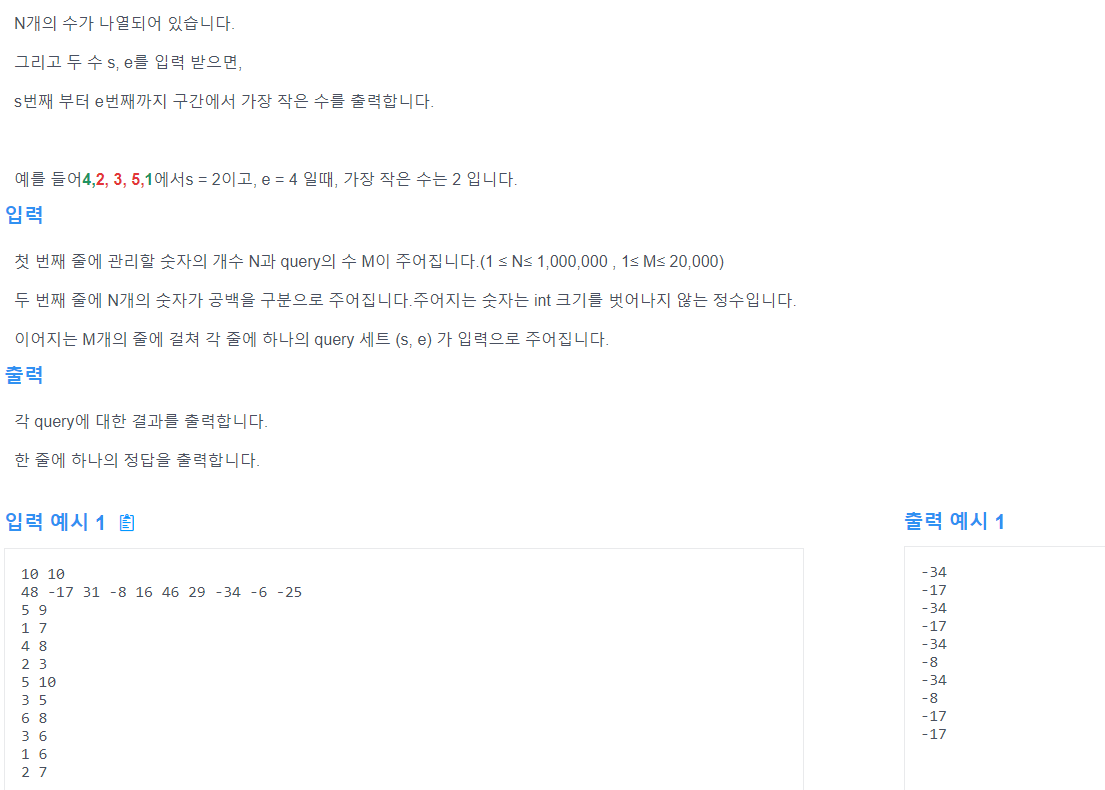 N개의 수가 나열되어 있습니다.
그리고 두 수 s, e를 입력 받으면,
s번째 부터 e번째까지 구간에서 가장 작은 수를 출력합니다.
예를 들어4,2, 3, 5,1에서s = 2이고, e = 4 일때, 가장 작은 수는 2 입니다.
입력
첫 번째 줄에 관리할 숫자의 개수 N과 query의 수 M이 주어집니다.(1 ≤ N≤ 1,000,000 , 1≤ M≤ 20,000)
두 번째 줄에 N개의 숫자가 공백을 구분으로 주어집니다.주어지는 숫자는 int 크기를 벗어나지 않는 정수입니다.
이어지는 M개의 줄에 걸쳐 각 줄에 하나의 query 세트 (s, e) 가 입력으로 주어집니다.
출력
각 query에 대한 결과를 출력합니다.
한 줄에 하나의 정답을 출력합니다.
입력 예시 1
10 10
48 -17 31 -8 16 46 29 -34 -6 -25
5 9
1 7
4 8
2 3
5 10
3 5
6 8
3 6
1 6
2 7
출력 예시 1
-34
-17
-34
-17
-34
-8
-34
-8
-17
-17